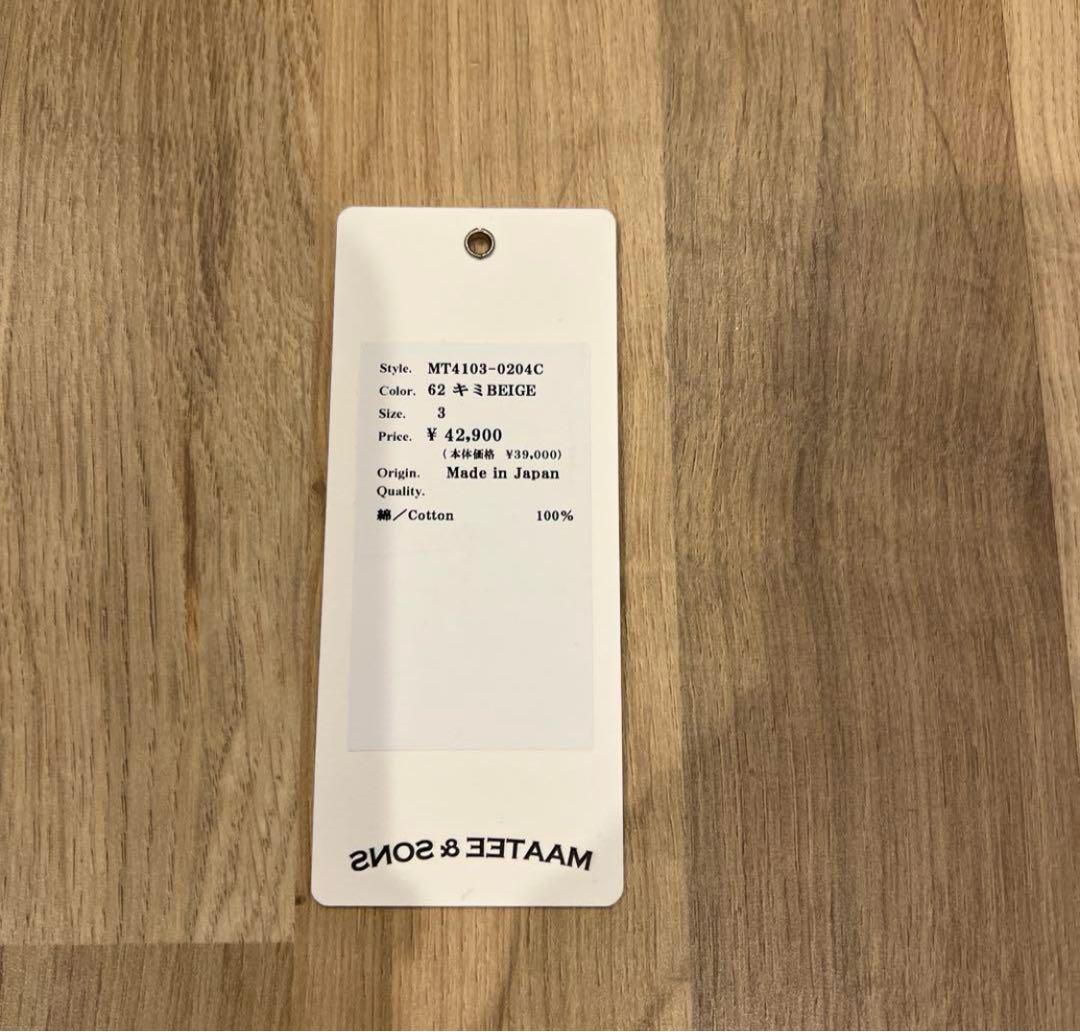 Style. MT4103-0204C
Color. 62 キミBEIGE
Size. 3
Price. ¥ 42,900
(本体価格 ¥39,000)
Origin. Made in Japan
Quality.
綿／Cotton 100%
MAATEE & SONS